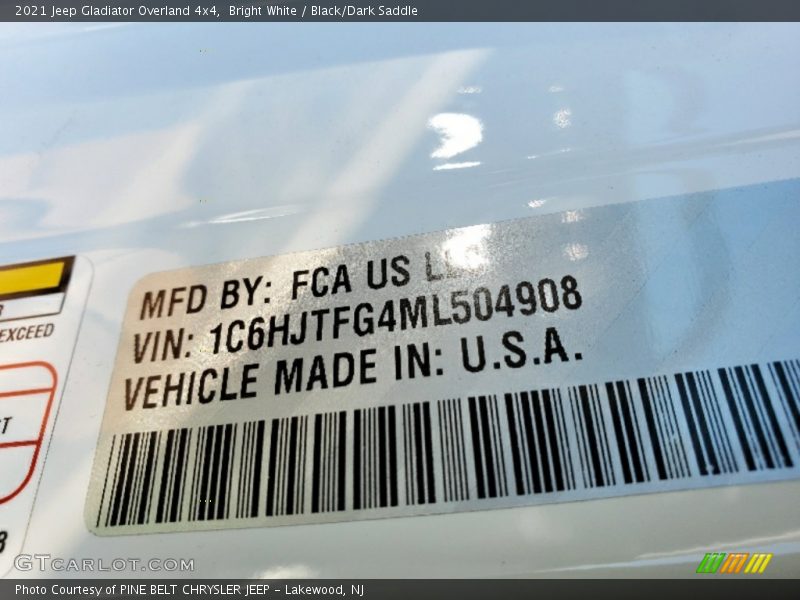 2021 Jeep Gladiator Overland 4x4, Bright White / Black/Dark Saddle
MFD BY: FCA US
VIN: 1C6HJTFG4ML504908
VEHICLE MADE IN: U.S.A.
EXCEED
GTCARLOT.COM
Photo Courtesy of PINE BELT CHRYSLER JEEP - Lakewood, NJ